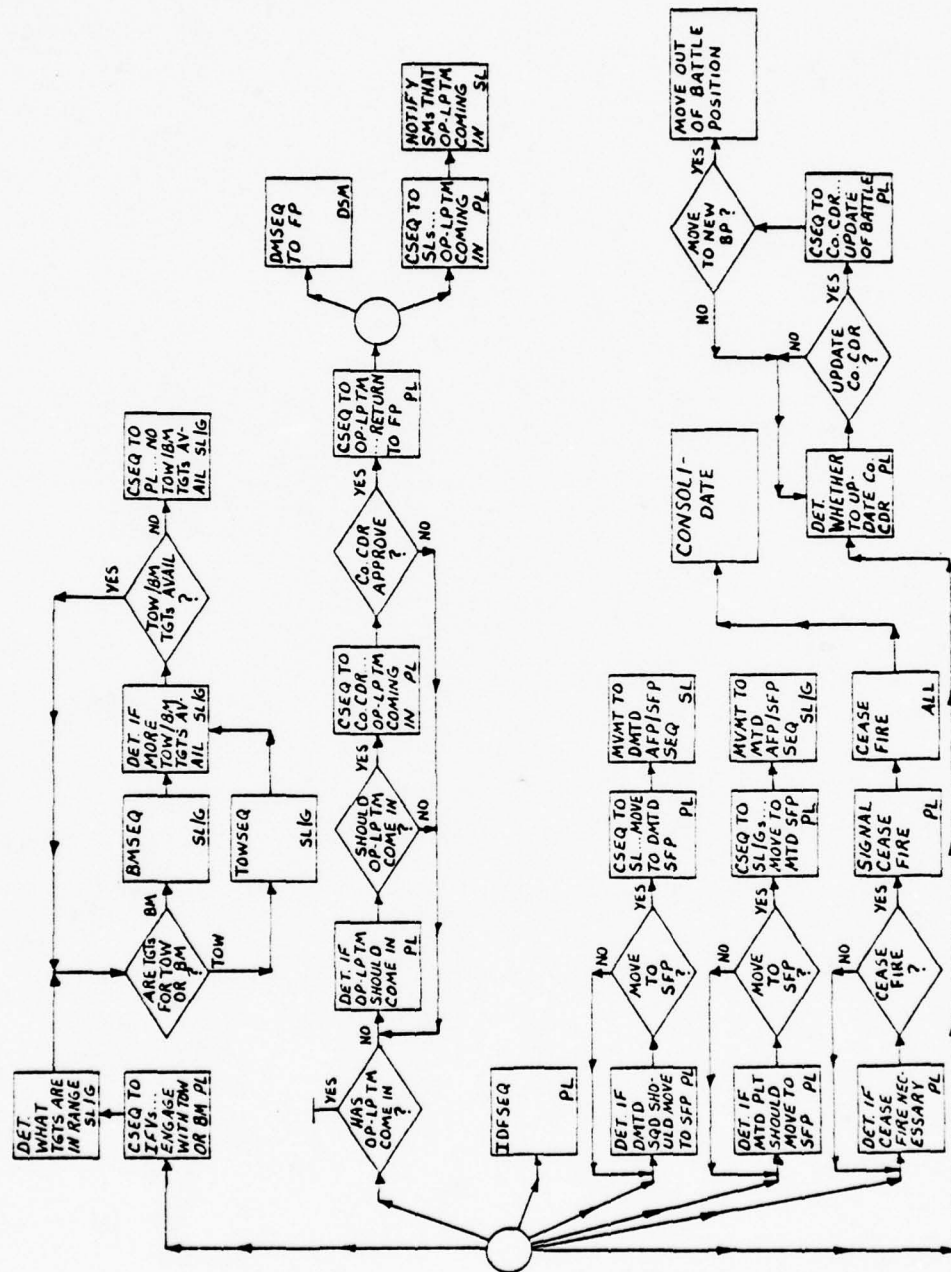 DET.
WHAT
TGTS ARE
IN RANGE
SL/G
CSEQ TO
IFVs...
ENGAGE
WITH TOW
OR BM PL
ARE TGTs
FOR TOW
OR BM
?
BM
TOW
BMSEQ
SL/G
TOWSEQ
SL/G
DET. IF
MORE
TOW/BM
TGTS AV-
AIL SL/G
TOW/BM
TGTs AVAIL
?
YES
NO
CSEQ TO
PL... NO
TOW/BM
TGTs AV-
AIL SL/G
HAS
OP-LP TM
COME IN
?
YES
NO
DET. IF
OP-LPTM
SHOULD
COME IN
PL
SHOULD
OP-LPTM
COME IN
?
YES
NO
CSEQ TO
Co. CDR...
OP-LPTM
COMING
IN PL
Co. CDR
APPROVE
?
YES
NO
CSEQ TO
OP-LPTM
...RETURN
TO FP PL
DMSEQ
TO FP
DSM
CSEQ TO
SLs...
OP-LPTM
COMING
IN PL
NOTIFY
SMs THAT
OP-LPTM
COMING
IN SL
IDFSEQ
PL
DET. IF
DMTD
SQD SHO-
ULD MOVE
TO SFP PL
MOVE
TO SFP
?
NO
YES
CSEQ TO
SL...MOVE
TO DMTD
SFP PL
MVMT TO
DMTD
AFP/SFP
SEQ SL
DET. IF
MTD PLT
SHOULD
MOVE TO
SFP PL
MOVE
TO SFP
?
NO
YES
CSEQ TO
SL/Gs...
MOVE TO
MTD SFP
PL
MVMT TO
MTD
AFP/SFP
SEQ SL/G
DET. IF
CEASE
FIRE NEC-
ESSARY
PL
CEASE
FIRE
?
NO
YES
SIGNAL
CEASE
FIRE
PL
CEASE
FIRE
ALL
CONSOLI-
DATE
DET.
WHETHER
TO UP-
DATE Co.
CDR PL
UPDATE
Co. CDR
?
NO
YES
CSEQ TO
Co. CDR...
UPDATE
OF BATTLE
PL
MOVE
TO NEW
BP?
NO
YES
MOVE OUT
OF BATTLE
POSITION